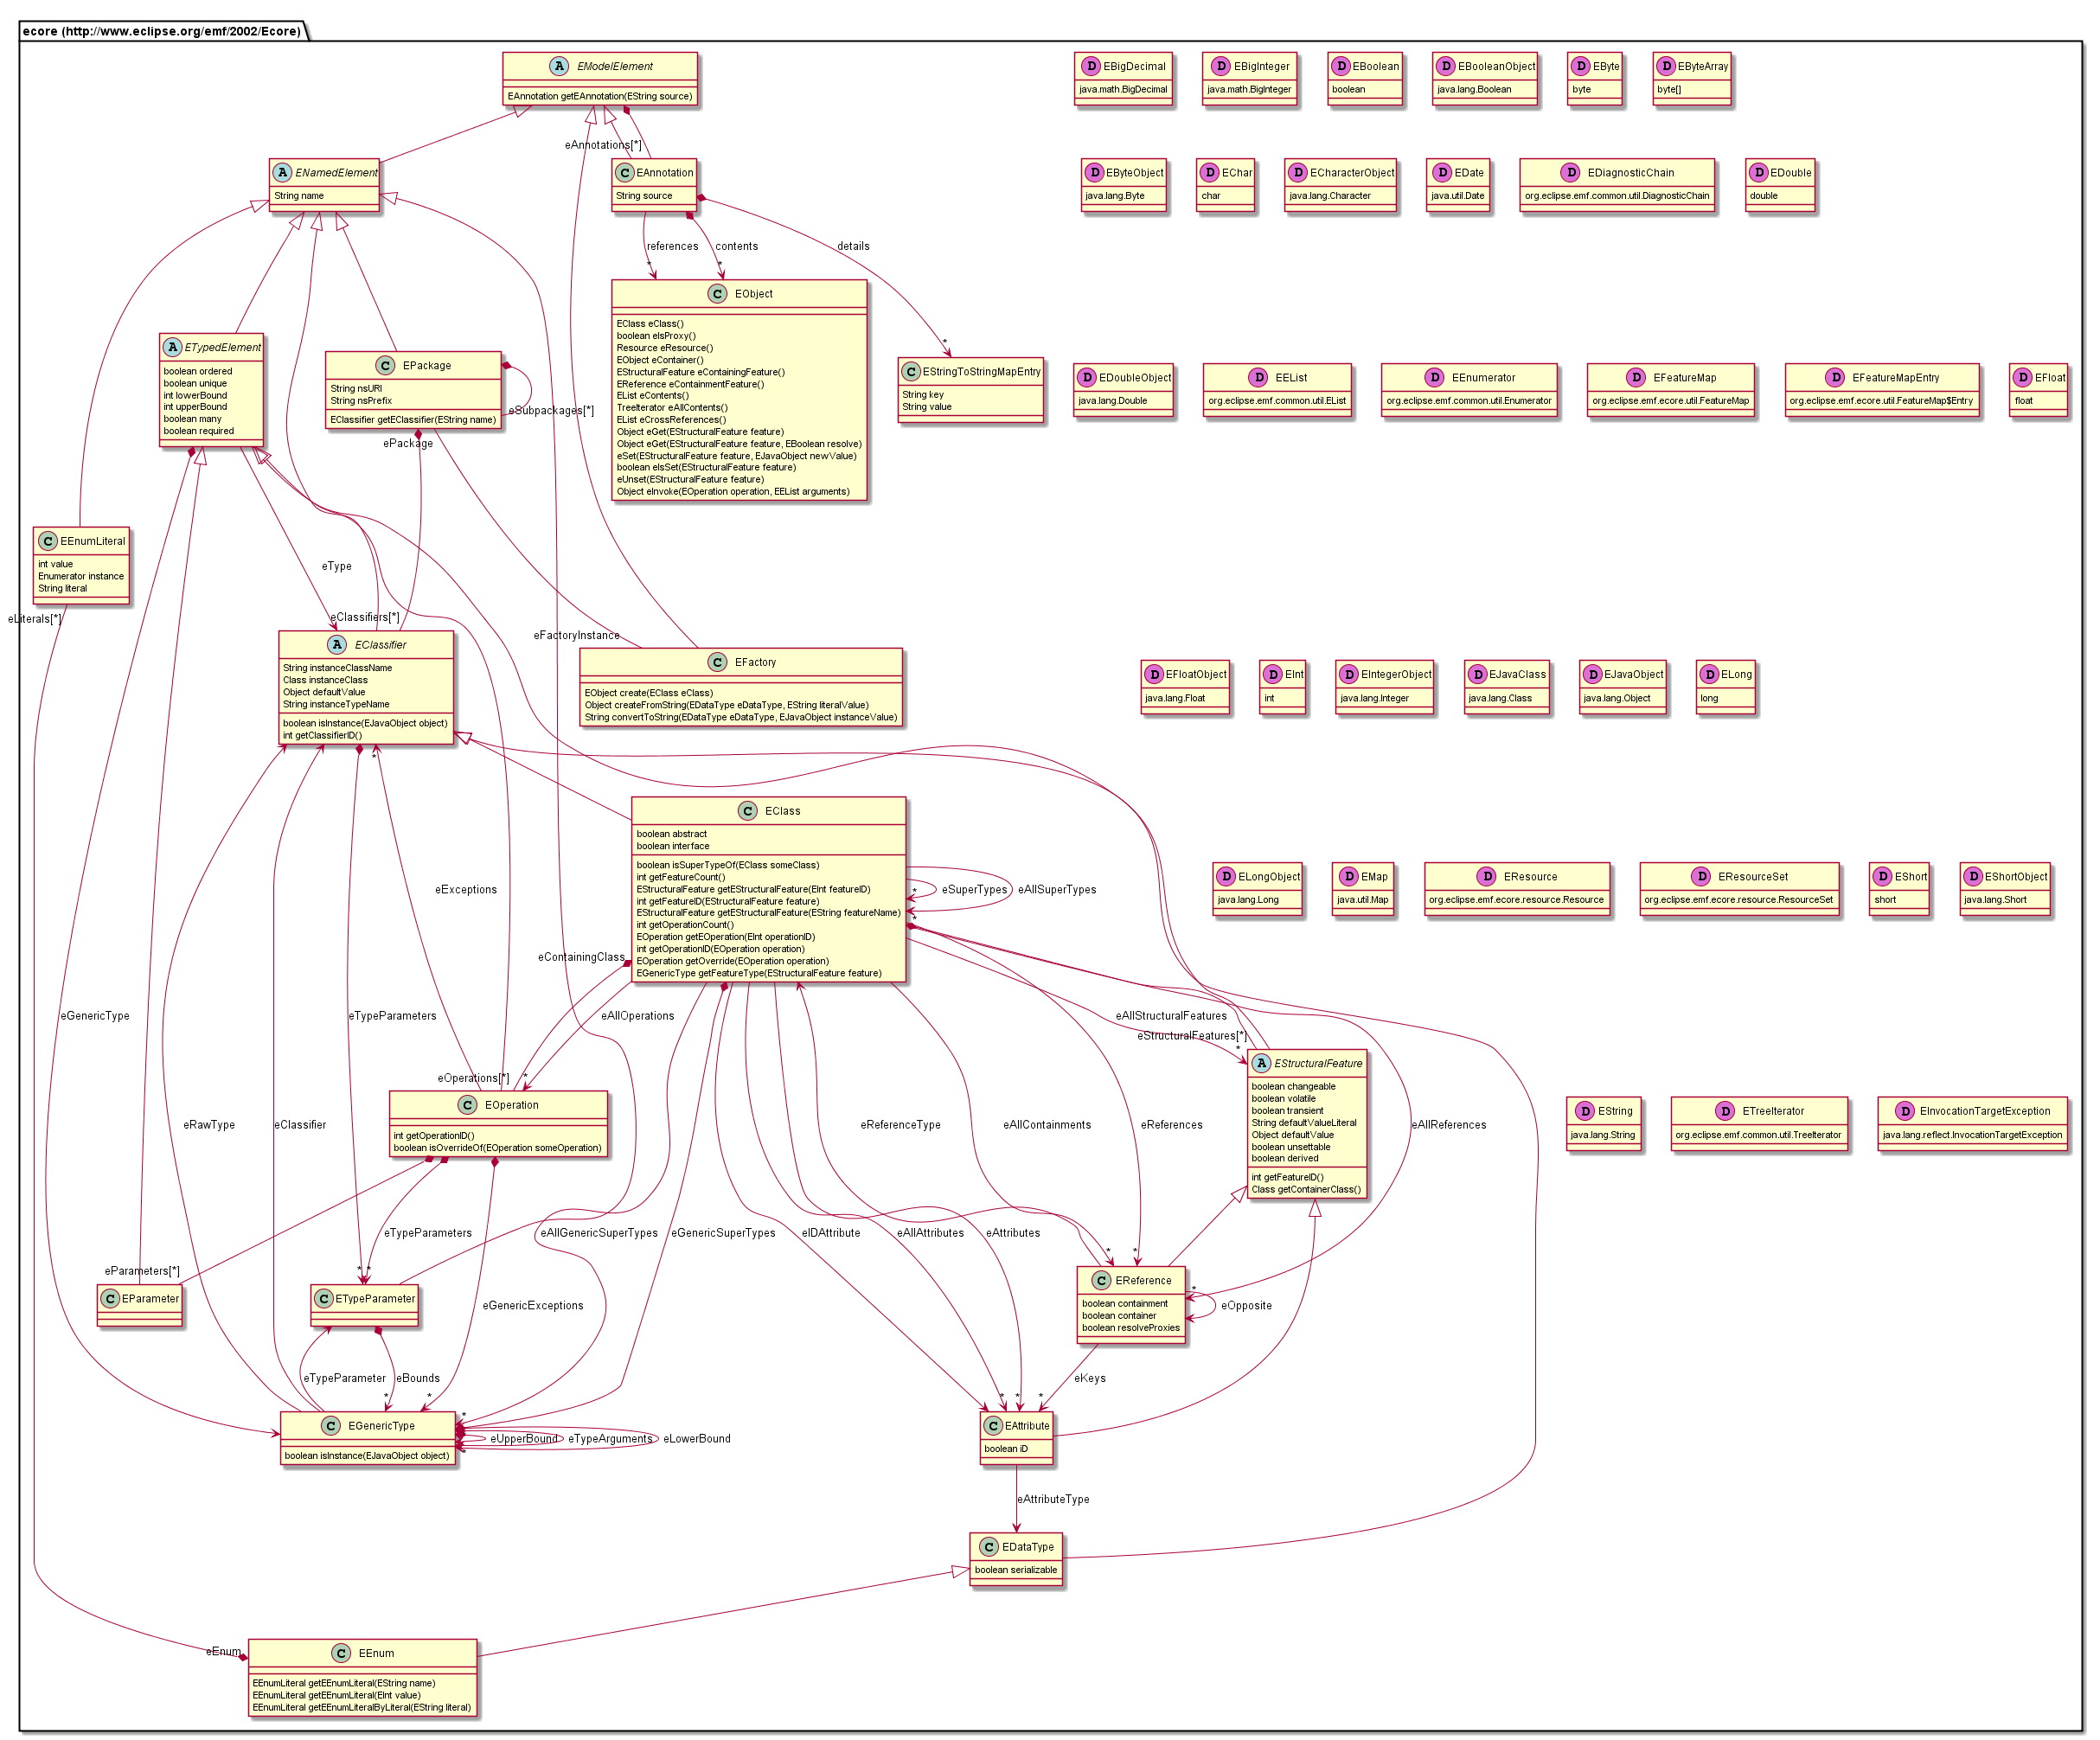 ecore (http://www.eclipse.org/emf/2002/Ecore)
A EModelElement
EAnnotation getEAnnotation(EString source)
D EBigDecimal
java.math.BigDecimal
D EBigInteger
java.math.BigInteger
D EBoolean
boolean
D EBooleanObject
java.lang.Boolean
D EByte
byte
D EByteArray
byte[]
eAnnotations[*]
A ENamedElement
String name
C EAnnotation
String source
D EByteObject
java.lang.Byte
D EChar
char
D ECharacterObject
java.lang.Character
D EDate
java.util.Date
D EDiagnosticChain
org.eclipse.emf.common.util.DiagnosticChain
D EDouble
double
references
*
contents
*
details
*
C EObject
EClass eClass()
boolean eIsProxy()
Resource eResource()
EObject eContainer()
EStructuralFeature eContainingFeature()
EReference eContainmentFeature()
EList eContents()
TreeIterator eAllContents()
EList eCrossReferences()
Object eGet(EStructuralFeature feature)
Object eGet(EStructuralFeature feature, EBoolean resolve)
eSet(EStructuralFeature feature, EJavaObject newValue)
boolean eIsSet(EStructuralFeature feature)
eUnset(EStructuralFeature feature)
Object eInvoke(EOperation operation, EEList arguments)
A ETypedElement
boolean ordered
boolean unique
int lowerBound
int upperBound
boolean many
boolean required
C EPackage
String nsURI
String nsPrefix
EClassifier getEClassifier(EString name)
eSubpackages[*]
ePackage
C EStringToStringMapEntry
String key
String value
D EDoubleObject
java.lang.Double
D EEList
org.eclipse.emf.common.util.EList
D EEnumerator
org.eclipse.emf.common.util.Enumerator
D EFeatureMap
org.eclipse.emf.ecore.util.FeatureMap
D EFeatureMapEntry
org.eclipse.emf.ecore.util.FeatureMap$Entry
D EFloat
float
C EEnumLiteral
int value
Enumerator instance
String literal
eLiterals[*]
eType
eClassifiers[*]
eFactoryInstance
A EClassifier
String instanceClassName
Class instanceClass
Object defaultValue
String instanceTypeName
boolean isInstance(EJavaObject object)
int getClassifierID()
*
C EFactory
EObject create(EClass eClass)
Object createFromString(EDataType eDataType, EString literalValue)
String convertToString(EDataType eDataType, EJavaObject instanceValue)
D EFloatObject
java.lang.Float
D EInt
int
D EIntegerObject
java.lang.Integer
D EJavaClass
java.lang.Class
D EJavaObject
java.lang.Object
D ELong
long
C EClass
boolean abstract
boolean interface
boolean isSuperTypeOf(EClass someClass)
int getFeatureCount()
EStructuralFeature getEStructuralFeature(EInt featureID)
int getFeatureID(EStructuralFeature feature)
EStructuralFeature getEStructuralFeature(EString featureName)
int getOperationCount()
EOperation getEOperation(EInt operationID)
int getOperationID(EOperation operation)
EOperation getOverride(EOperation operation)
EGenericType getFeatureType(EStructuralFeature feature)
*
eSuperTypes
*
eAllSuperTypes
D ELongObject
java.lang.Long
D EMap
java.util.Map
D EResource
org.eclipse.emf.ecore.resource.Resource
D EResourceSet
org.eclipse.emf.ecore.resource.ResourceSet
D EShort
short
D EShortObject
java.lang.Short
eExceptions
eContainingClass
eGenericType
eTypeParameters
eAllOperations
eAllStructuralFeatures
eStructuralFeatures[*]
*
eOperations[*]
*
A EStructuralFeature
boolean changeable
boolean volatile
boolean transient
String defaultValueLiteral
Object defaultValue
boolean unsettable
boolean derived
int getFeatureID()
Class getContainerClass()
C EOperation
int getOperationID()
boolean isOverrideOf(EOperation someOperation)
eRawType
eClassifier
eReferenceType
eAllContainments
eReferences
eAllReferences
D EString
java.lang.String
D ETreeIterator
org.eclipse.emf.common.util.TreeIterator
D EInvocationTargetException
java.lang.reflect.InvocationTargetException
eTypeParameters
eAllGenericSuperTypes
eGenericSuperTypes
eIDAttribute
eAllAttributes
eAttributes
*
*
eParameters[*]
*
*
C EParameter
C ETypeParameter
eGenericExceptions
C EReference
boolean containment
boolean container
boolean resolveProxies
*
eOpposite
eTypeParameter
eBounds
*
*
*
eKeys
*
*
*
C EGenericType
boolean isInstance(EJavaObject object)
eUpperBound
eTypeArguments
eLowerBound
*
C EAttribute
boolean iD
eAttributeType
C EDataType
boolean serializable
eEnum
C EEnum
EEnumLiteral getEEnumLiteral(EString name)
EEnumLiteral getEEnumLiteral(EInt value)
EEnumLiteral getEEnumLiteralByLiteral(EString literal)